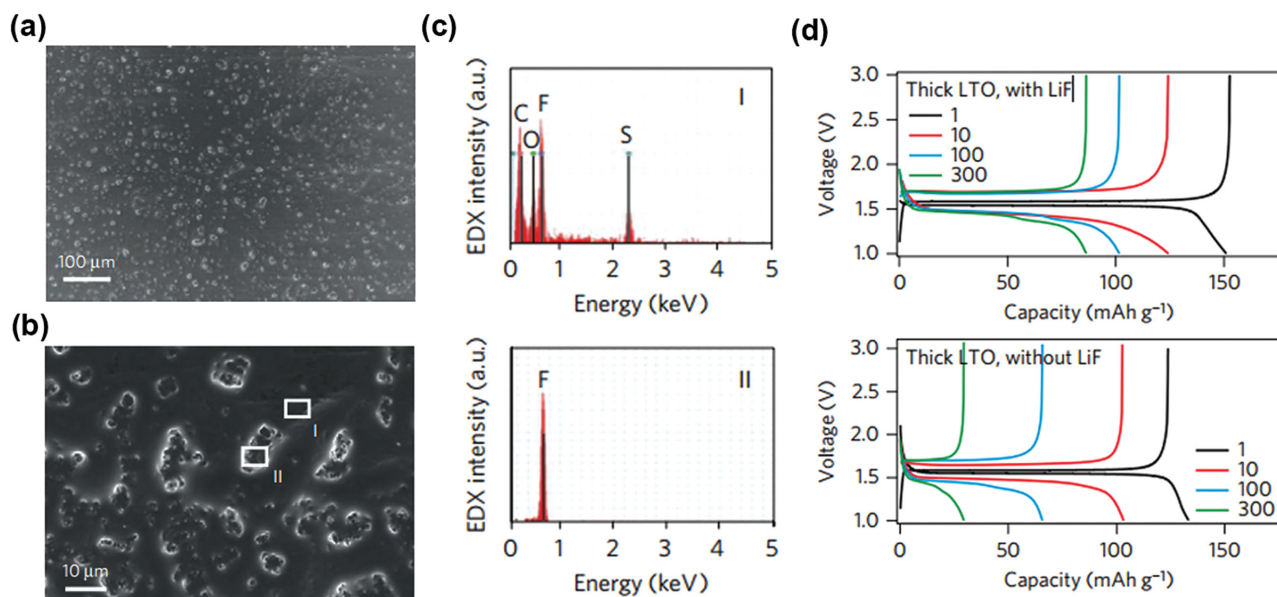 (a)
100 μm
(b)
I
II
10 μm
(c)
EDX intensity (a.u.)
I
C
O
F
S
0 1 2 3 4 5
Energy (keV)
EDX intensity (a.u.)
II
F
0 1 2 3 4 5
Energy (keV)
(d)
Voltage (V)
3.0
2.5
2.0
1.5
1.0
Thick LTO, with LiF
1
10
100
300
0 50 100 150
Capacity (mAh g⁻¹)
Voltage (V)
3.0
2.5
2.0
1.5
1.0
Thick LTO, without LiF
1
10
100
300
0 50 100 150
Capacity (mAh g⁻¹)